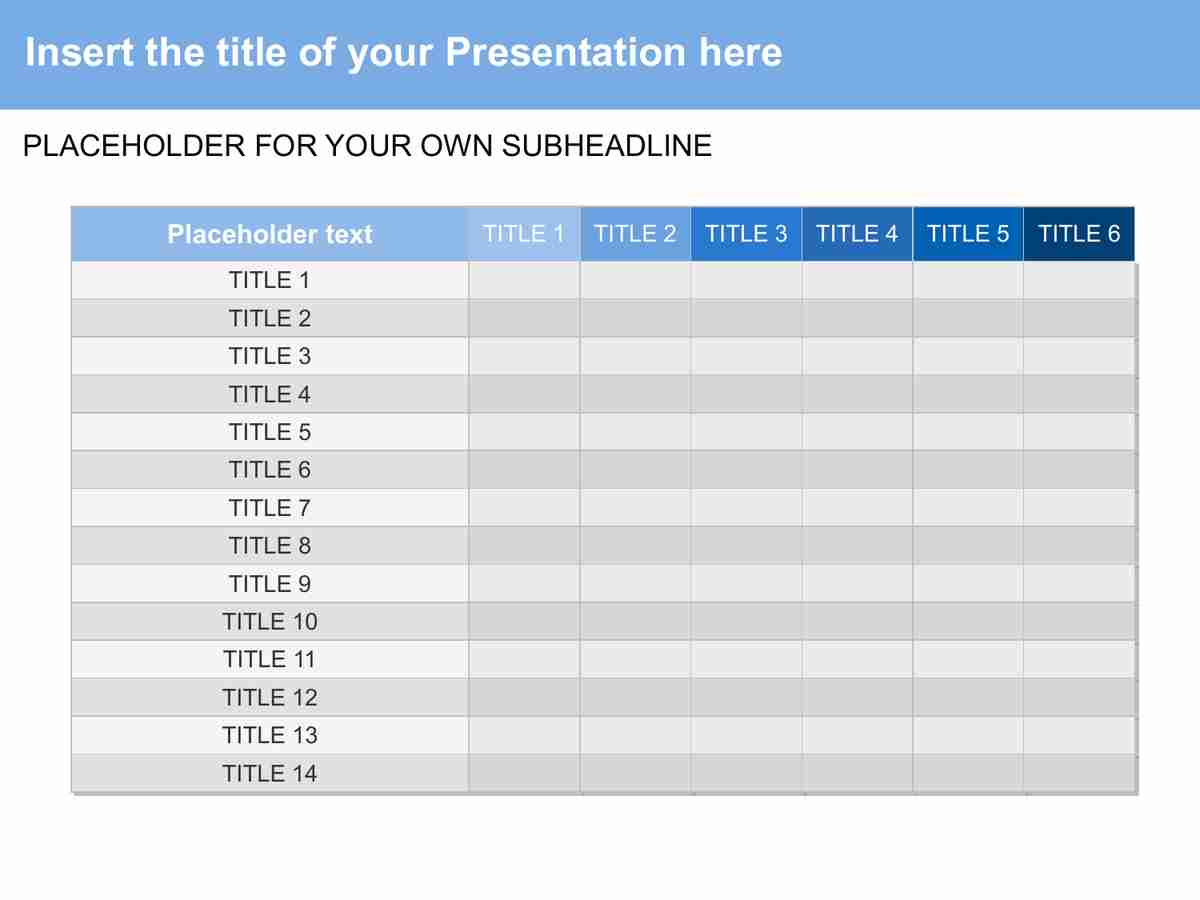 Insert the title of your Presentation here
PLACEHOLDER FOR YOUR OWN SUBHEADLINE
Placeholder text TITLE 1 TITLE 2 TITLE 3 TITLE 4 TITLE 5 TITLE 6
TITLE 1
TITLE 2
TITLE 3
TITLE 4
TITLE 5
TITLE 6
TITLE 7
TITLE 8
TITLE 9
TITLE 10
TITLE 11
TITLE 12
TITLE 13
TITLE 14